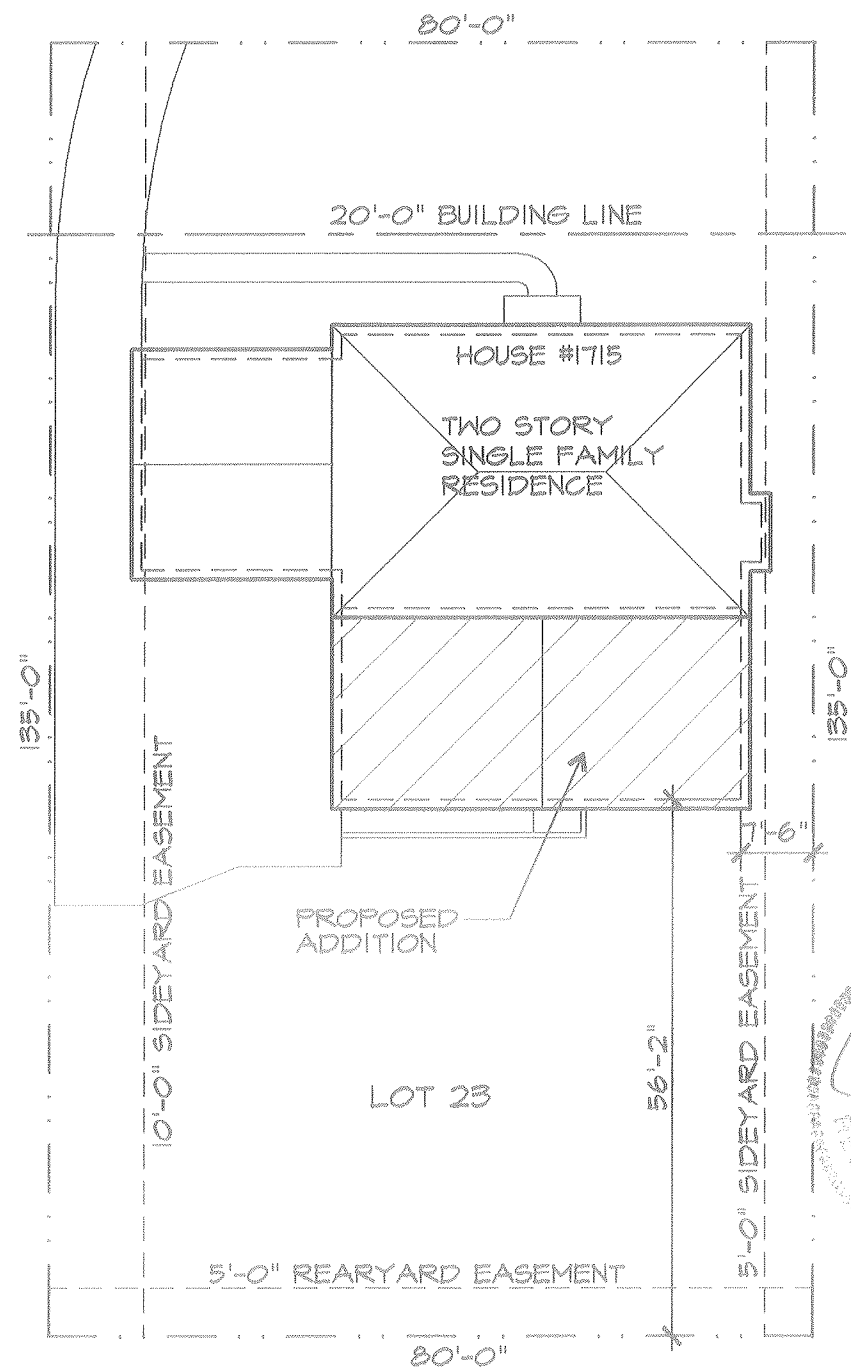 80'-0"
20'-0" BUILDING LINE
HOUSE #1715
TWO STORY
SINGLE FAMILY
RESIDENCE
135'-0"
135'-0"
7'-6"
10'-0" SIDEYARD EASEMENT
PROPOSED
ADDITION
5'-0" SIDEYARD EASEMENT
56'-2"
LOT 23
5'-0" REARYARD EASEMENT
80'-0"